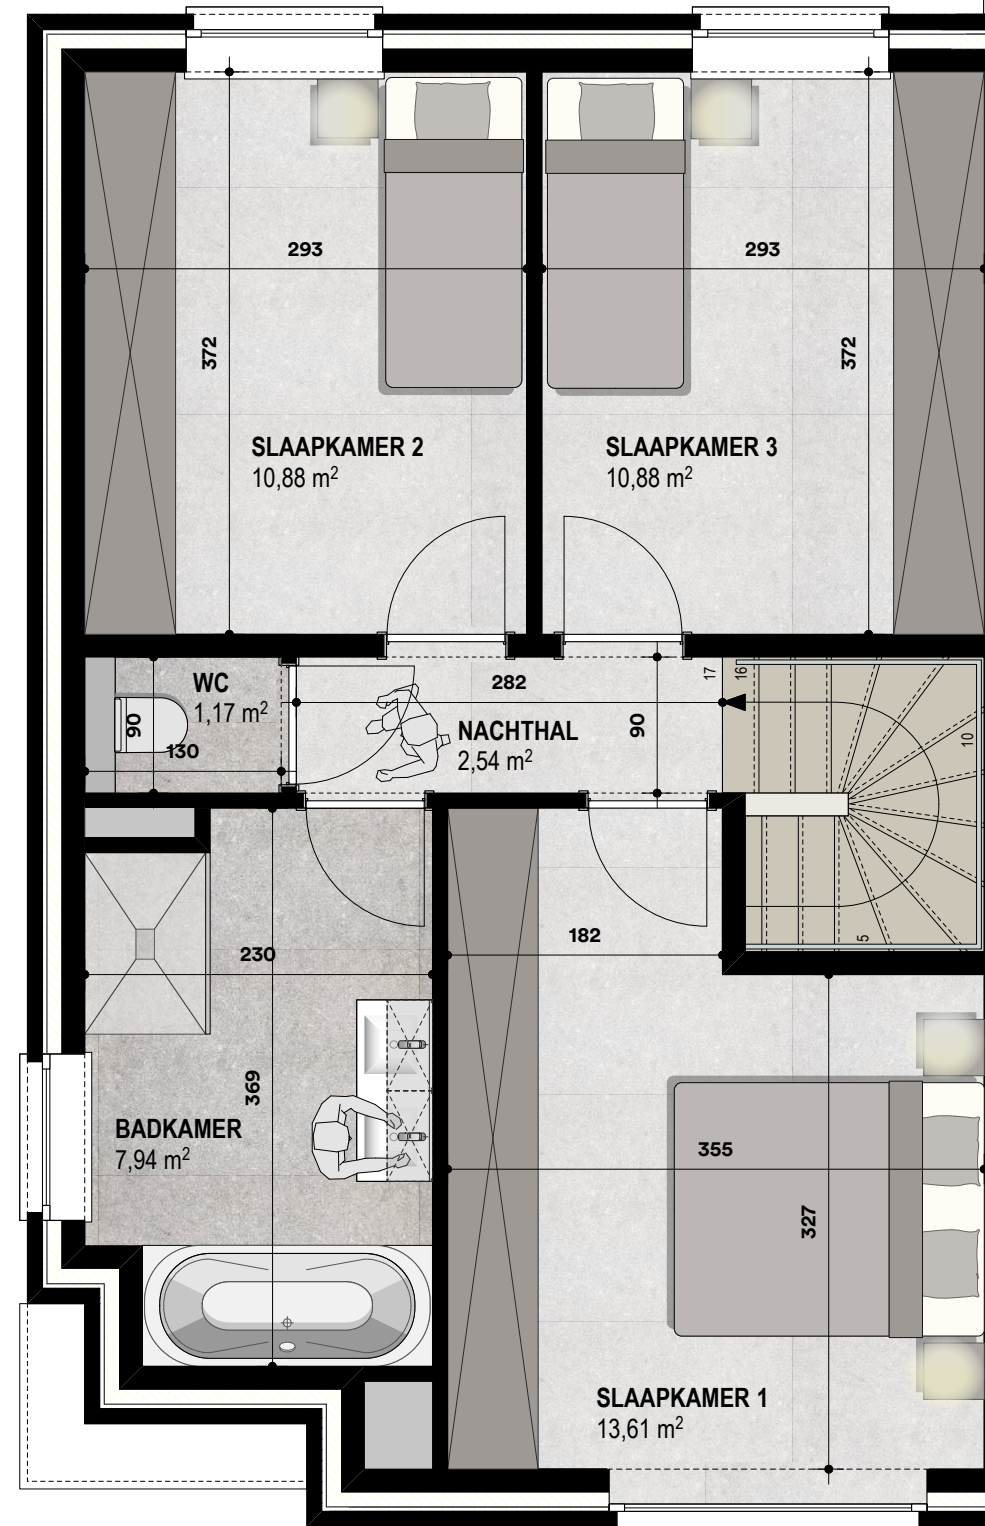 293
293
372
372
SLAAPKAMER 2
10,88 m²
SLAAPKAMER 3
10,88 m²
WC
1,17 m²
90
130
282
NACHTHAL
2,54 m²
90
17
16
10
5
182
230
369
BADKAMER
7,94 m²
355
327
SLAAPKAMER 1
13,61 m²